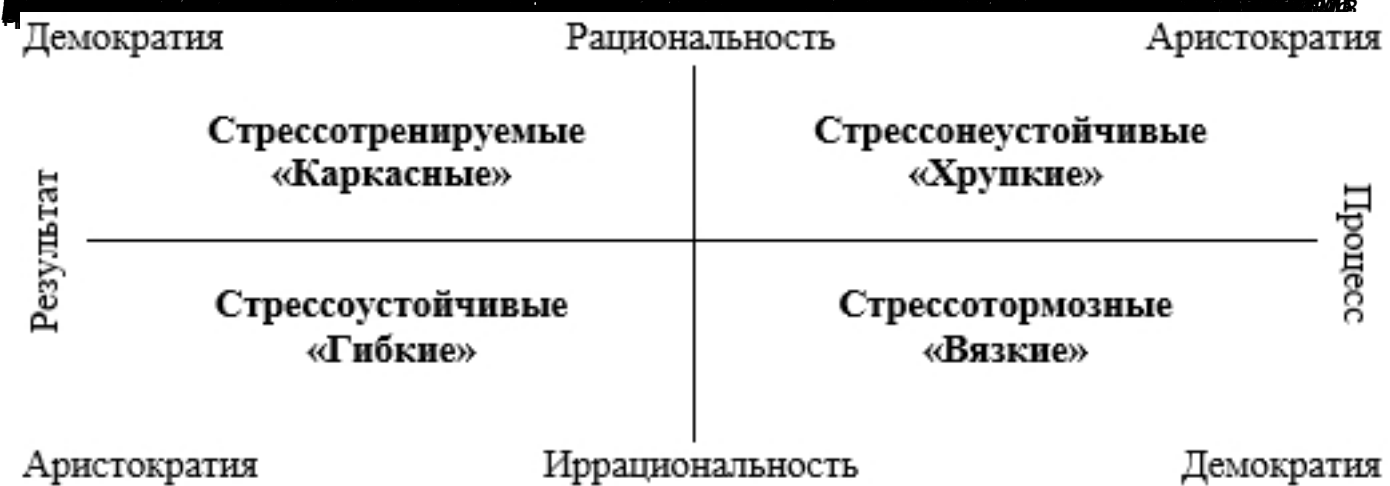 Демократия Рациональность Аристократия
Стрессотренируемые Стрессонеустойчивые
«Каркасные» «Хрупкие»
Результат Процесс
Стрессоустойчивые Стрессотормозные
«Гибкие» «Вязкие»
Аристократия Иррациональность Демократия